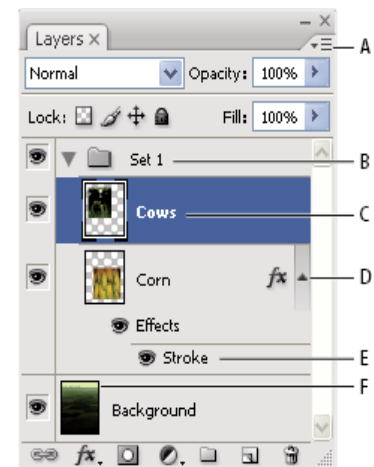 Layers ×
A
Normal Opacity: 100%
Lock: Fill: 100%
Set 1 B
Cows C
Corn fx D
Effects
Stroke E
F
Background
fx.